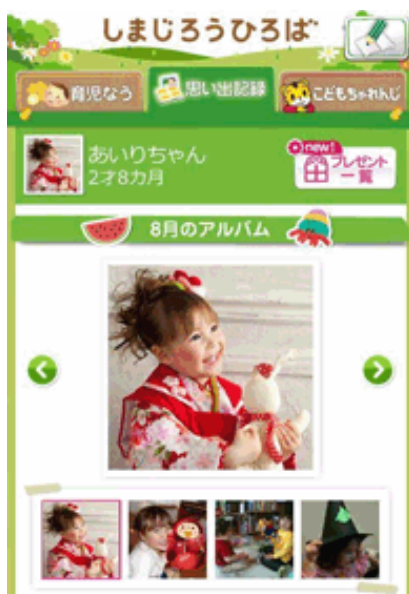 しまじろうひろば
育児なう
思い出記録
こどもちゃれんじ
あいりちゃん
2才8カ月
new!
プレゼント
一覧
8月のアルバム